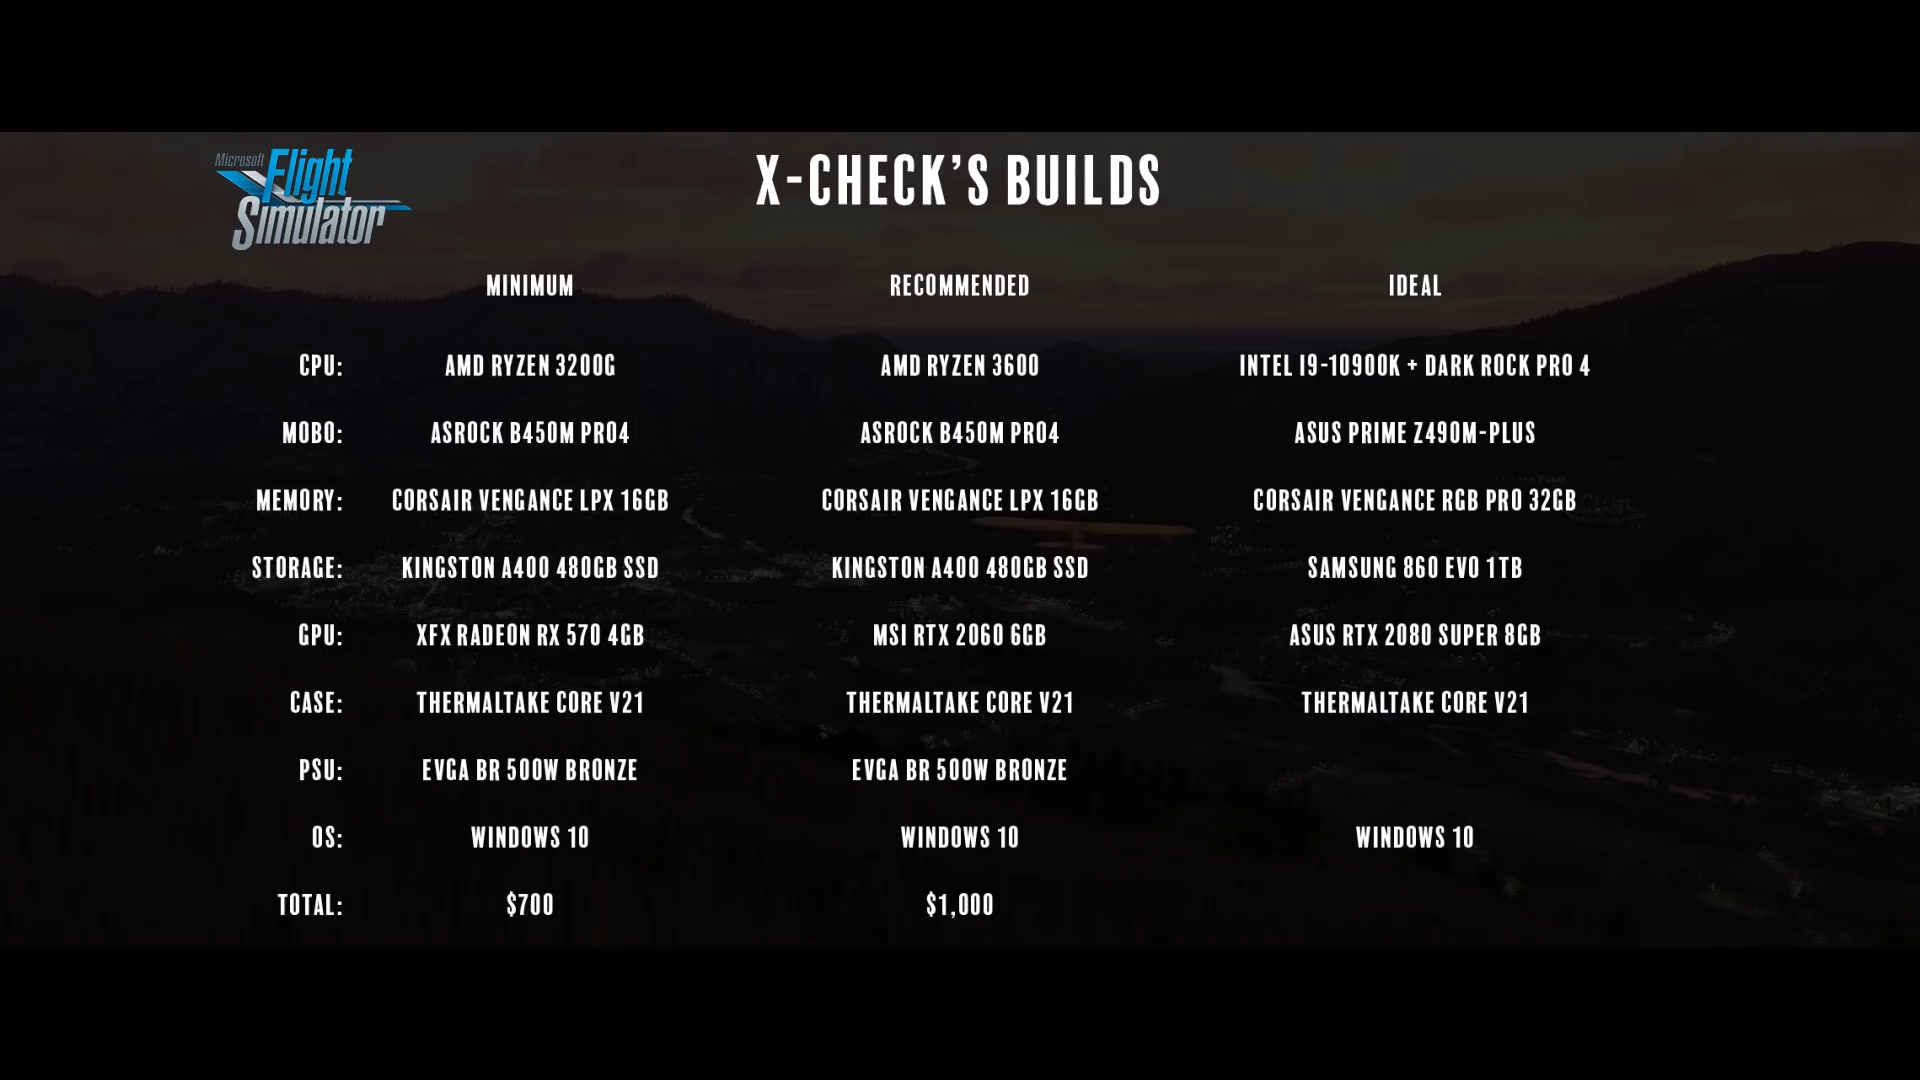 Microsoft
Flight
Simulator
X-CHECK'S BUILDS
MINIMUM RECOMMENDED IDEAL
CPU: AMD RYZEN 3200G AMD RYZEN 3600 INTEL I9-10900K + DARK ROCK PRO 4
MOBO: ASROCK B450M PRO4 ASROCK B450M PRO4 ASUS PRIME Z490M-PLUS
MEMORY: CORSAIR VENGANCE LPX 16GB CORSAIR VENGANCE LPX 16GB CORSAIR VENGANCE RGB PRO 32GB
STORAGE: KINGSTON A400 480GB SSD KINGSTON A400 480GB SSD SAMSUNG 860 EVO 1TB
GPU: XFX RADEON RX 570 4GB MSI RTX 2060 6GB ASUS RTX 2080 SUPER 8GB
CASE: THERMALTAKE CORE V21 THERMALTAKE CORE V21 THERMALTAKE CORE V21
PSU: EVGA BR 500W BRONZE EVGA BR 500W BRONZE
OS: WINDOWS 10 WINDOWS 10 WINDOWS 10
TOTAL: $700 $1,000